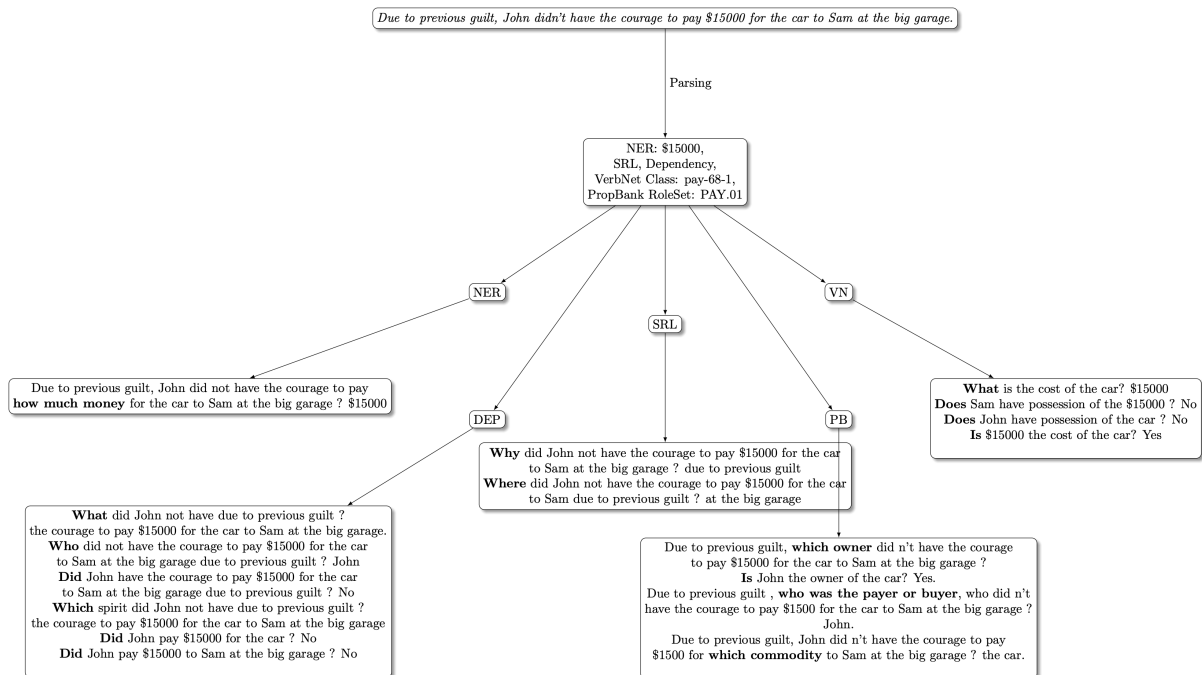 Due to previous guilt, John didn't have the courage to pay $15000 for the car to Sam at the big garage.
Parsing
NER: $15000,
SRL, Dependency,
VerbNet Class: pay-68-1,
PropBank RoleSet: PAY.01
NER
VN
SRL
Due to previous guilt, John did not have the courage to pay
how much money for the car to Sam at the big garage ? $15000
What is the cost of the car? $15000
Does Sam have possession of the $15000 ? No
Does John have possession of the car ? No
Is $15000 the cost of the car? Yes
DEP
PB
Why did John not have the courage to pay $15000 for the car
to Sam at the big garage ? due to previous guilt
Where did John not have the courage to pay $15000 for the car
to Sam due to previous guilt ? at the big garage
What did John not have due to previous guilt ?
the courage to pay $15000 for the car to Sam at the big garage.
Who did not have the courage to pay $15000 for the car
to Sam at the big garage due to previous guilt ? John
Did John have the courage to pay $15000 for the car
to Sam at the big garage due to previous guilt ? No
Which spirit did John not have due to previous guilt ?
the courage to pay $15000 for the car to Sam at the big garage
Did John pay $15000 for the car ? No
Did John pay $15000 to Sam at the big garage ? No
Due to previous guilt, which owner did n't have the courage
to pay $15000 for the car to Sam at the big garage ?
Is John the owner of the car? Yes.
Due to previous guilt , who was the payer or buyer, who did n't
have the courage to pay $1500 for the car to Sam at the big garage ?
John.
Due to previous guilt, John did n't have the courage to pay
$1500 for which commodity to Sam at the big garage ? the car.